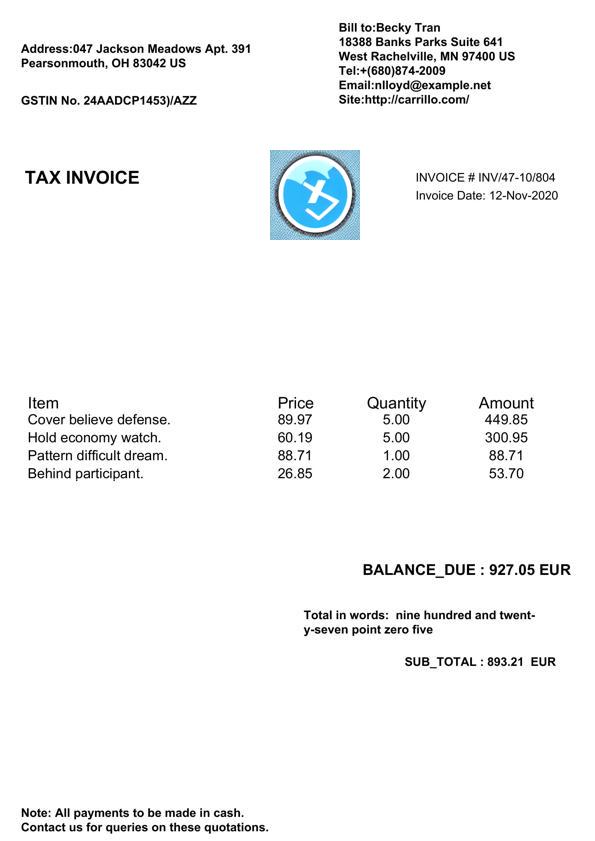 Address:047 Jackson Meadows Apt. 391
Pearsonmouth, OH 83042 US
GSTIN No. 24AADCP1453)/AZZ
Bill to:Becky Tran
18388 Banks Parks Suite 641
West Rachelville, MN 97400 US
Tel:+(680)874-2009
Email:nlloyd@example.net
Site:http://carrillo.com/
TAX INVOICE
INVOICE # INV/47-10/804
Invoice Date: 12-Nov-2020
Item Price Quantity Amount
Cover believe defense. 89.97 5.00 449.85
Hold economy watch. 60.19 5.00 300.95
Pattern difficult dream. 88.71 1.00 88.71
Behind participant. 26.85 2.00 53.70
BALANCE_DUE : 927.05 EUR
Total in words: nine hundred and twent-
y-seven point zero five
SUB_TOTAL : 893.21 EUR
Note: All payments to be made in cash.
Contact us for queries on these quotations.